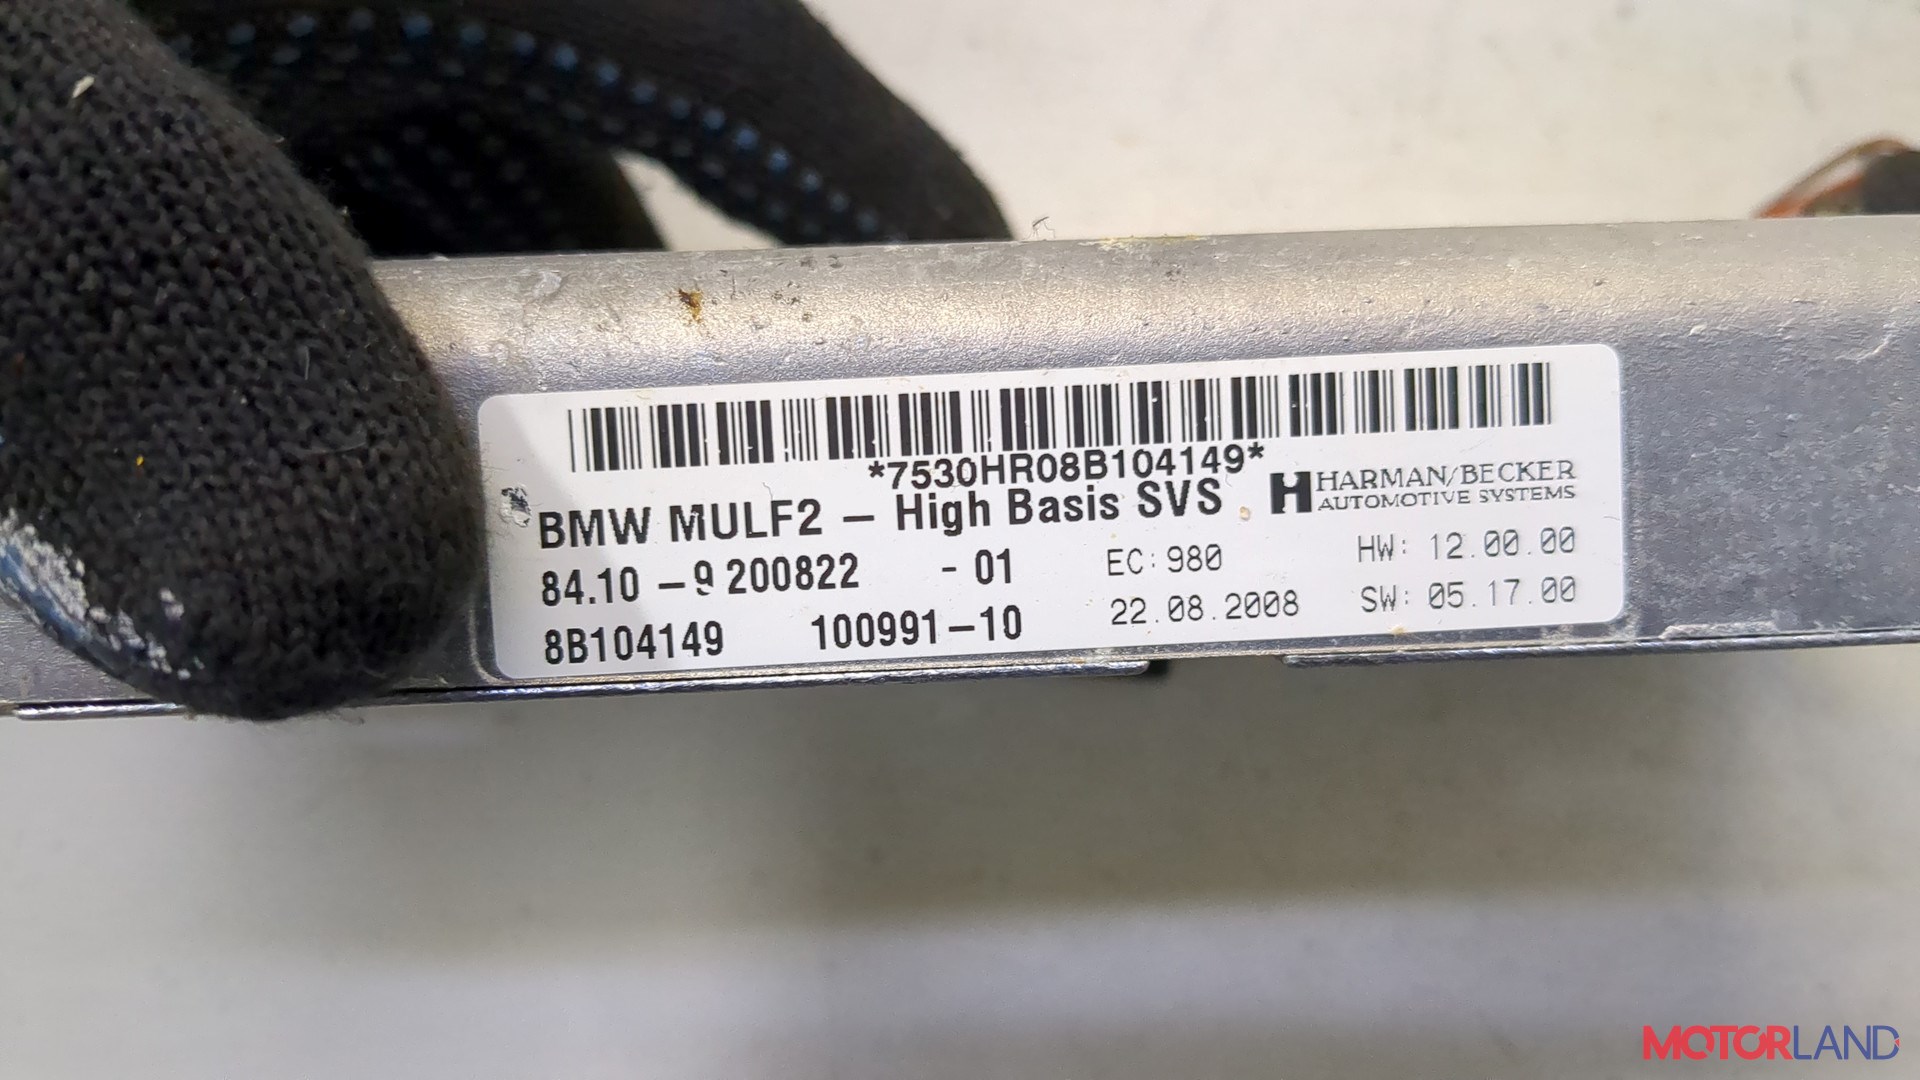 *7530HR08B104149*
BMW MULF2 – High Basis SVS
HARMAN/BECKER
AUTOMOTIVE SYSTEMS
84.10 –9 200822 - 01
EC: 980
HW: 12.00.00
8B104149 100991–10
22.08.2008
SW: 05.17.00
MOTORLAND